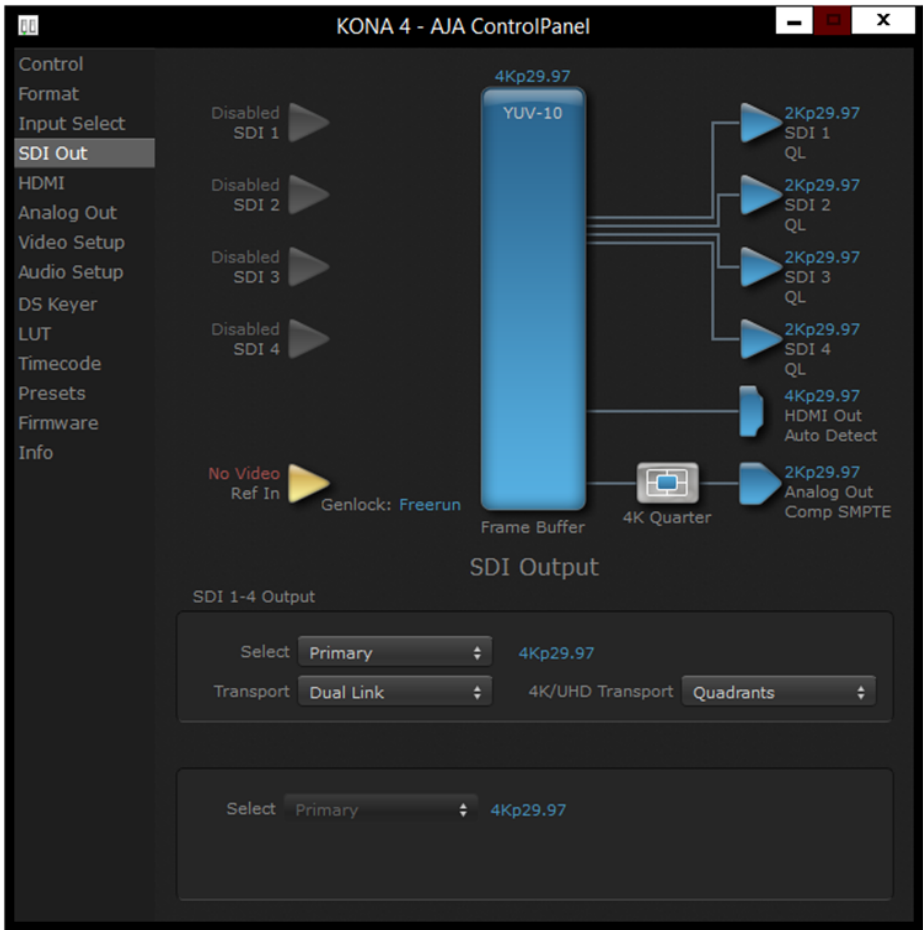 KONA 4 - AJA ControlPanel
Control
Format
Input Select
SDI Out
HDMI
Analog Out
Video Setup
Audio Setup
DS Keyer
LUT
Timecode
Presets
Firmware
Info
Disabled
SDI 1
Disabled
SDI 2
Disabled
SDI 3
Disabled
SDI 4
No Video
Ref In
Genlock: Freerun
4Kp29.97
YUV-10
Frame Buffer
4K Quarter
2Kp29.97
SDI 1
QL
2Kp29.97
SDI 2
QL
2Kp29.97
SDI 3
QL
2Kp29.97
SDI 4
QL
4Kp29.97
HDMI Out
Auto Detect
2Kp29.97
Analog Out
Comp SMPTE
SDI Output
SDI 1-4 Output
Select Primary 4Kp29.97
Transport Dual Link 4K/UHD Transport Quadrants
Select Primary 4Kp29.97